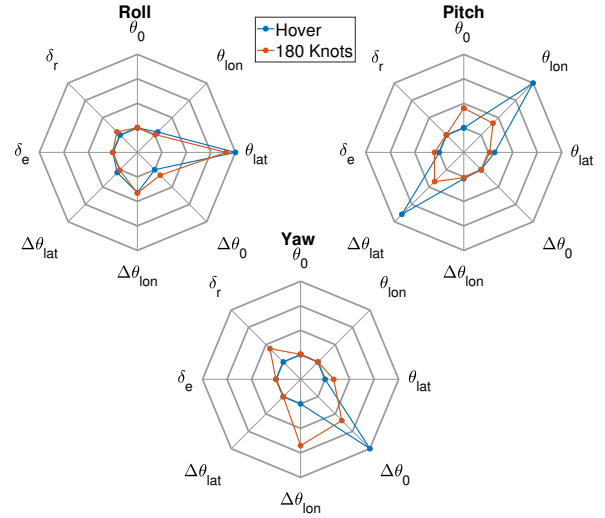 Roll
θ0
θlon
θlat
Δθ0
Δθlon
Δθlat
δe
δr
Hover
180 Knots
Pitch
θ0
θlon
θlat
Δθ0
Δθlon
Δθlat
δe
δr
Yaw
θ0
θlon
θlat
Δθ0
Δθlon
Δθlat
δe
δr